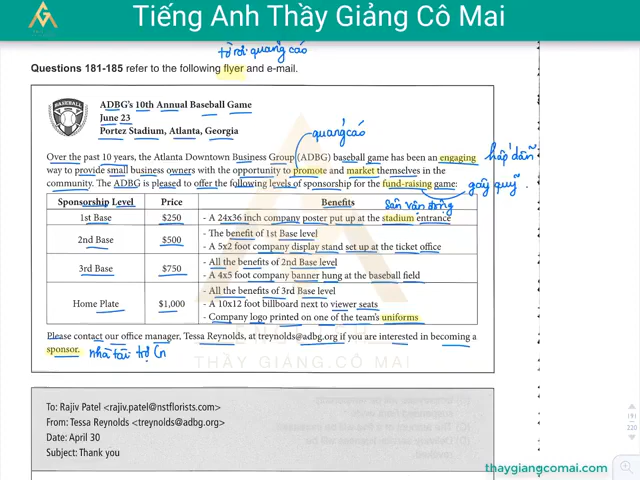 Tiếng Anh Thầy Giảng Cô Mai
tờ rơi quảng cáo
Questions 181-185 refer to the following flyer and e-mail.
BASEBALL
ADBG's 10th Annual Baseball Game
June 23
Portez Stadium, Atlanta, Georgia
quảng cáo
Over the past 10 years, the Atlanta Downtown Business Group (ADBG) baseball game has been an engaging hấp dẫn
way to provide small business owners with the opportunity to promote and market themselves in the
community. The ADBG is pleased to offer the following levels of sponsorship for the fund-raising game: gây quỹ
sân vận động
Sponsorship Level Price Benefits
1st Base $250 - A 24x36 inch company poster put up at the stadium entrance
2nd Base $500 - The benefit of 1st Base level
- A 5x2 foot company display stand set up at the ticket office
3rd Base $750 - All the benefits of 2nd Base level
- A 4x5 foot company banner hung at the baseball field
Home Plate $1,000 - All the benefits of 3rd Base level
- A 10x12 foot billboard next to viewer seats
- Company logo printed on one of the team's uniforms
Please contact our office manager, Tessa Reynolds, at treynolds@adbg.org if you are interested in becoming a
sponsor. nhà tài trợ (n
THẦY GIẢNG CÔ MAI
To: Rajiv Patel <rajiv.patel@nstflorists.com>
From: Tessa Reynolds <treynolds@adbg.org>
Date: April 30
Subject: Thank you
191
220
thaygiangcomai.com